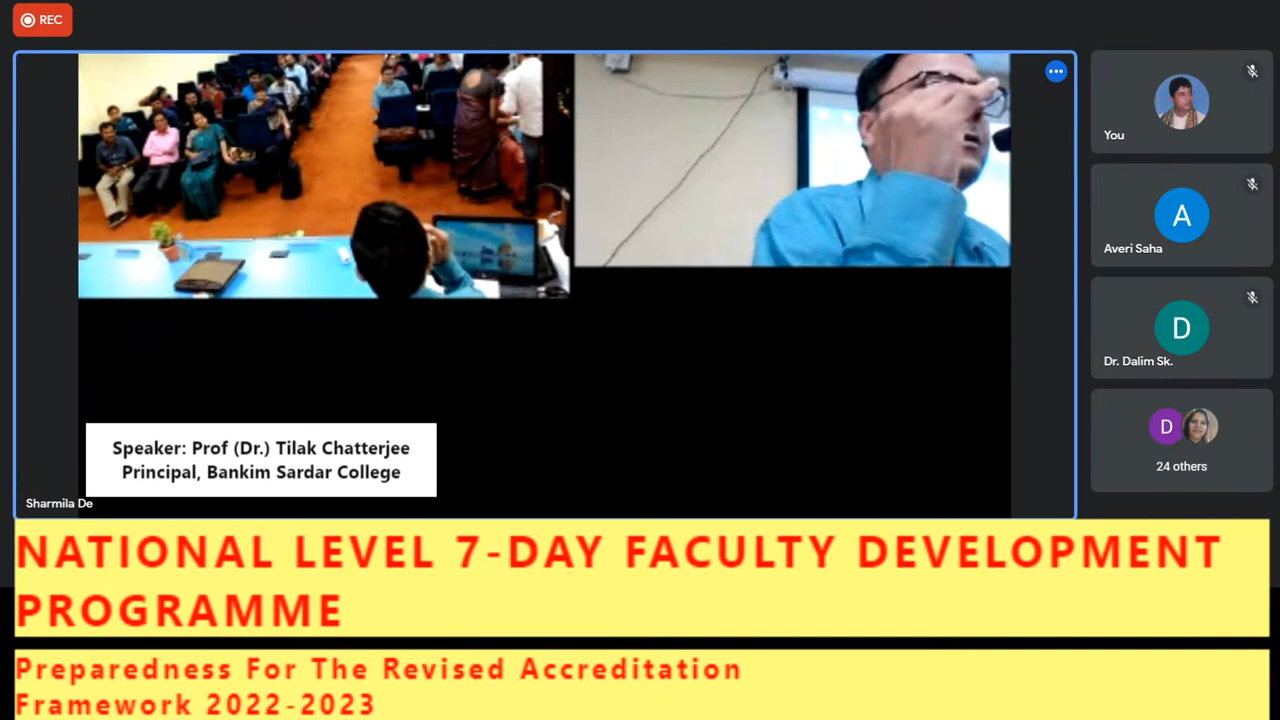 REC
You
A
Averi Saha
D
Dr. Dalim Sk.
D
24 others
Speaker: Prof (Dr.) Tilak Chatterjee
Principal, Bankim Sardar College
Sharmila De
NATIONAL LEVEL 7-DAY FACULTY DEVELOPMENT
PROGRAMME
Preparedness For The Revised Accreditation
Framework 2022-2023